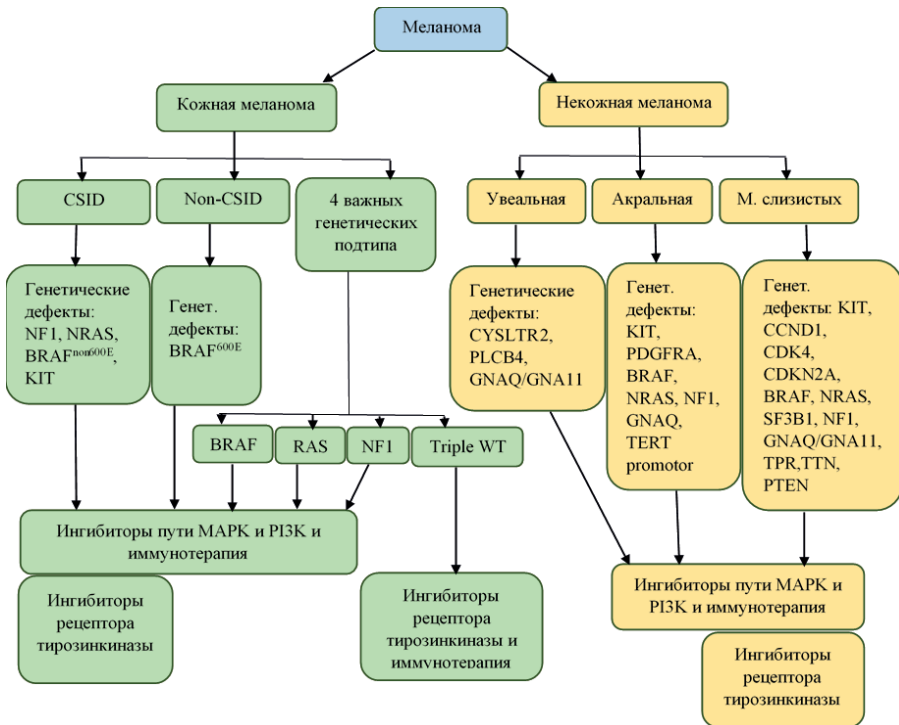 Меланома
Кожная меланома
Некожная меланома
CSID
Non-CSID
4 важных
генетических
подтипа
Увеальная
Акральная
М. слизистых
Генетические
дефекты:
NF1, NRAS,
BRAFⁿᵒⁿ⁶⁰⁰ᴱ,
KIT
Генет.
дефекты:
BRAF⁶⁰⁰ᴱ
Генетические
дефекты:
CYSLTR2,
PLCB4,
GNAQ/GNA11
Генет.
дефекты:
KIT,
PDGFRA,
BRAF,
NRAS, NF1,
GNAQ,
TERT
promotor
Генет.
дефекты: KIT,
CCND1,
CDK4,
CDKN2A,
BRAF, NRAS,
SF3B1, NF1,
GNAQ/GNA11,
TPR,TTN,
PTEN
BRAF
RAS
NF1
Triple WT
Ингибиторы пути MAPK и PI3K и
иммунотерапия
Ингибиторы
рецептора
тирозинкиназы
Ингибиторы
рецептора
тирозинкиназы и
иммунотерапия
Ингибиторы пути MAPK и
PI3K и иммунотерапия
Ингибиторы
рецептора
тирозинкиназы